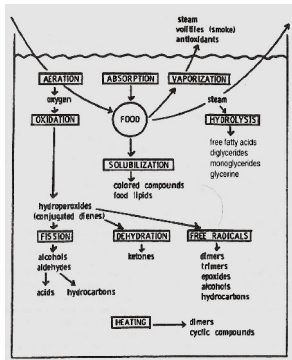 steam
volitiles (smoke)
antioxidants
AERATION
ABSORPTION
VAPORIZATION
oxygen
steam
OXIDATION
FOOD
HYDROLYSIS
free fatty acids
diglycerides
monoglycerides
glycerine
SOLUBILIZATION
colored compounds
food lipids
hydroperoxides
(conjugated dienes)
FISSION
DEHYDRATION
FREE RADICALS
alcohols
aldehydes
ketones
dimers
trimers
epoxides
alcohols
hydrocarbons
acids
hydrocarbons
HEATING
dimers
cyclic compounds